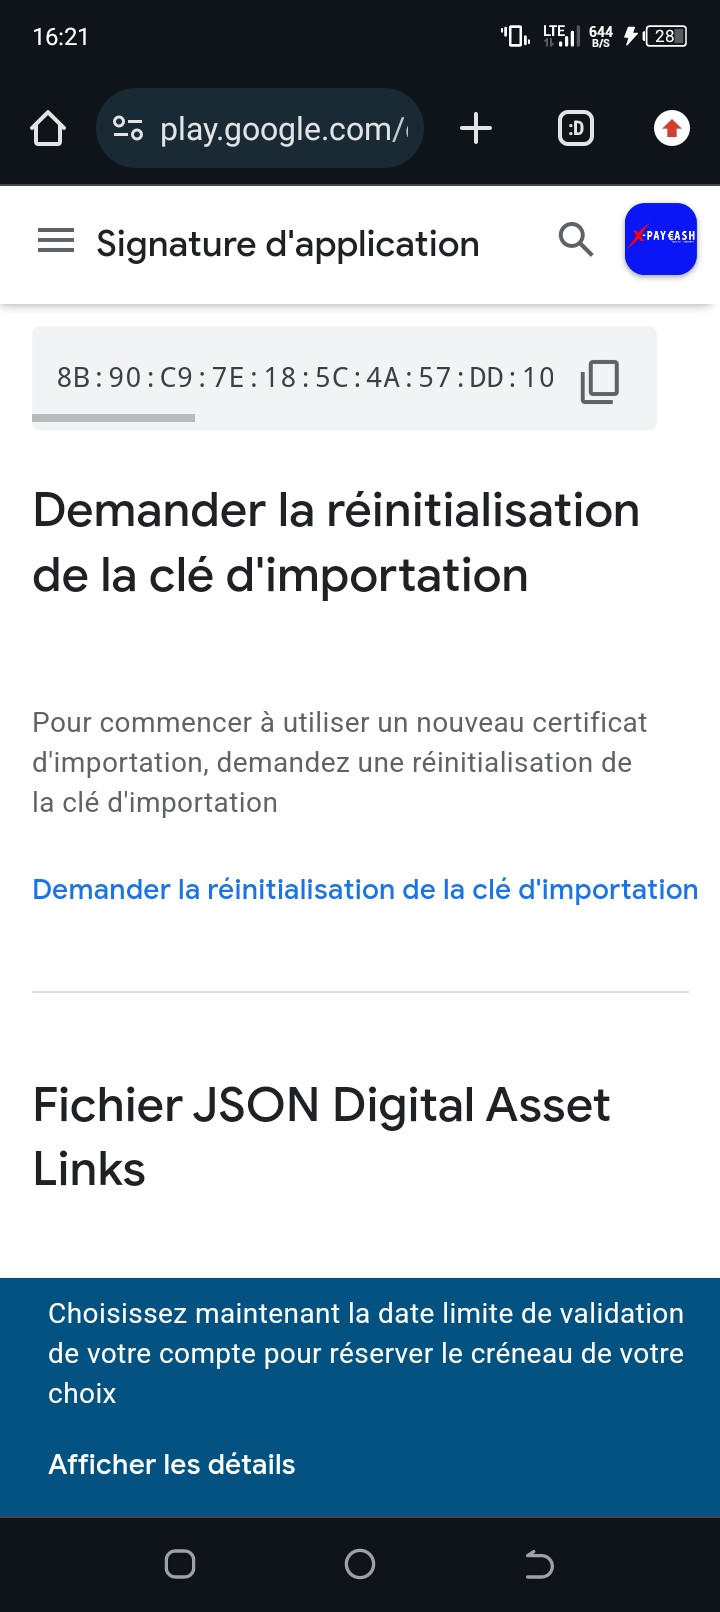 16:21
LTE
644
B/S
28
play.google.com/
:D
Signature d'application
X-PAY€ASH
8B:90:C9:7E:18:5C:4A:57:DD:10
Demander la réinitialisation
de la clé d'importation
Pour commencer à utiliser un nouveau certificat
d'importation, demandez une réinitialisation de
la clé d'importation
Demander la réinitialisation de la clé d'importation
Fichier JSON Digital Asset
Links
Choisissez maintenant la date limite de validation
de votre compte pour réserver le créneau de votre
choix
Afficher les détails